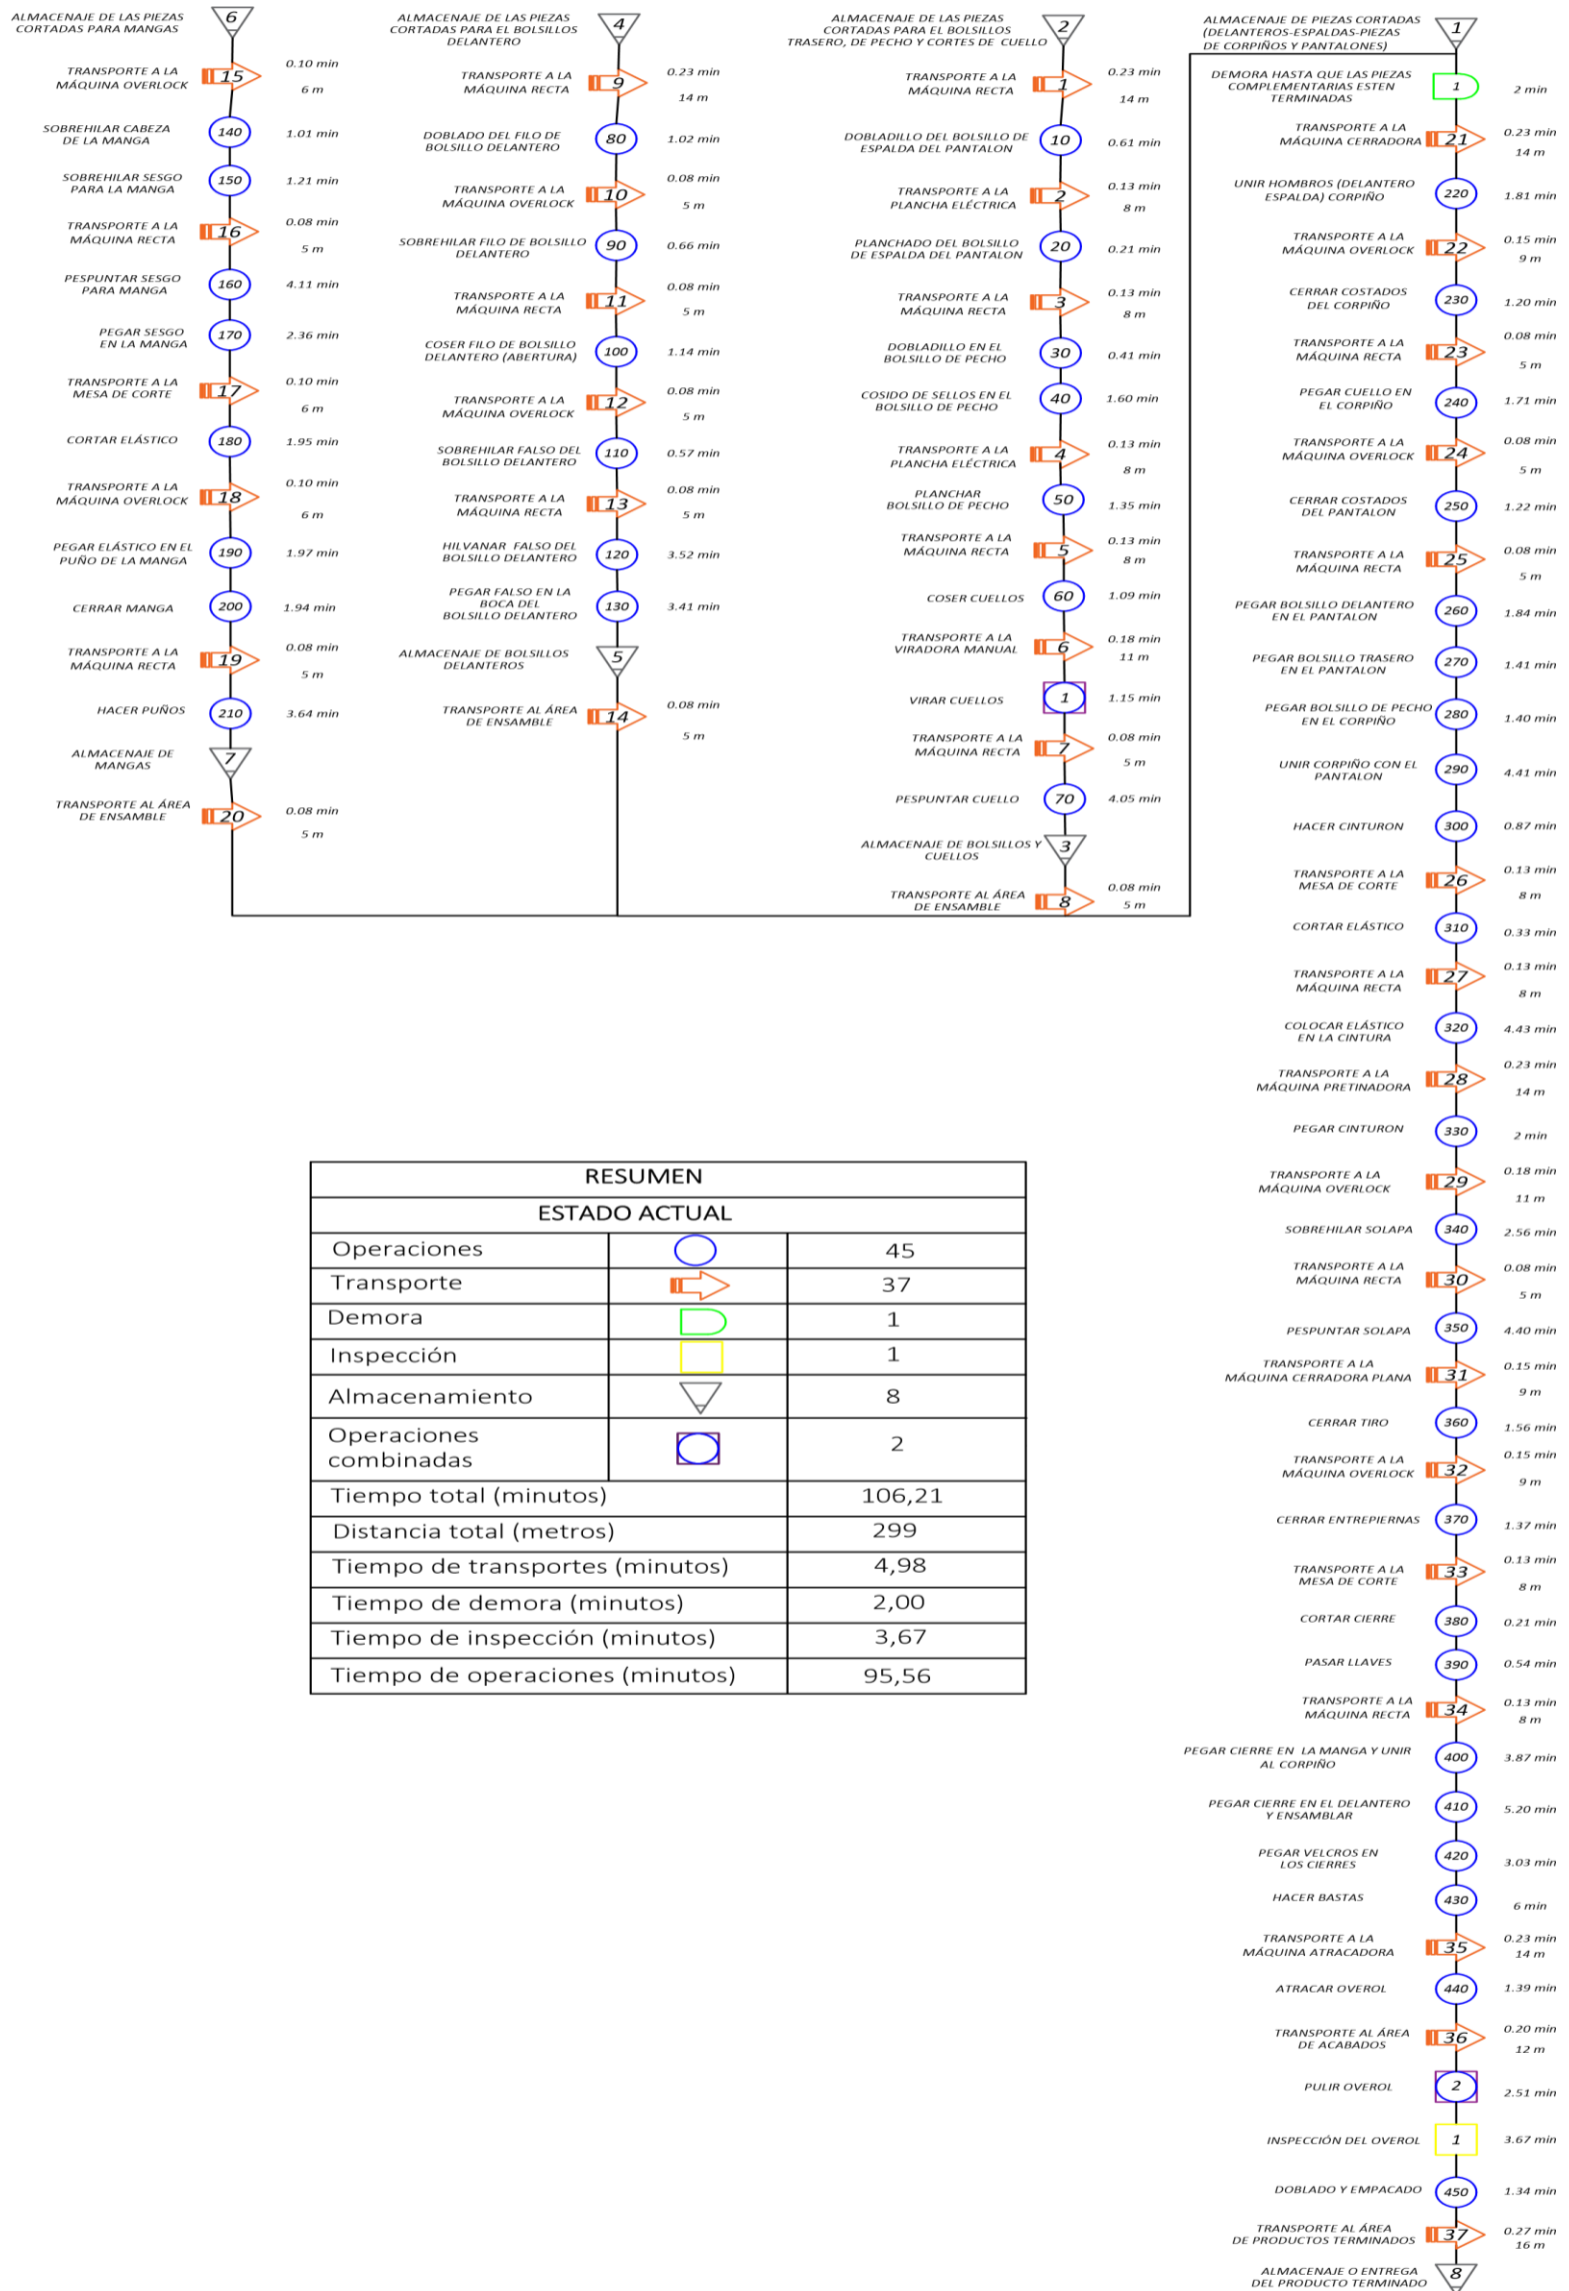 ALMACENAJE DE LAS PIEZAS
CORTADAS PARA MANGAS
6
TRANSPORTE A LA
MÁQUINA OVERLOCK
15
0.10 min
6 m
SOBREHILAR CABEZA
DE LA MANGA
140
1.01 min
SOBREHILAR SESGO
PARA LA MANGA
150
1.21 min
TRANSPORTE A LA
MÁQUINA RECTA
16
0.08 min
5 m
PESPUNTAR SESGO
PARA MANGA
160
4.11 min
PEGAR SESGO
EN LA MANGA
170
2.36 min
TRANSPORTE A LA
MESA DE CORTE
17
0.10 min
6 m
CORTAR ELÁSTICO
180
1.95 min
TRANSPORTE A LA
MÁQUINA OVERLOCK
18
0.10 min
6 m
PEGAR ELÁSTICO EN EL
PUÑO DE LA MANGA
190
1.97 min
CERRAR MANGA
200
1.94 min
TRANSPORTE A LA
MÁQUINA RECTA
19
0.08 min
5 m
HACER PUÑOS
210
3.64 min
ALMACENAJE DE
MANGAS
7
TRANSPORTE AL ÁREA
DE ENSAMBLE
20
0.08 min
5 m
ALMACENAJE DE LAS PIEZAS
CORTADAS PARA EL BOLSILLOS
DELANTERO
4
TRANSPORTE A LA
MÁQUINA RECTA
9
0.23 min
14 m
DOBLADO DEL FILO DE
BOLSILLO DELANTERO
80
1.02 min
TRANSPORTE A LA
MÁQUINA OVERLOCK
10
0.08 min
5 m
SOBREHILAR FILO DE BOLSILLO
DELANTERO
90
0.66 min
TRANSPORTE A LA
MÁQUINA RECTA
11
0.08 min
5 m
COSER FILO DE BOLSILLO
DELANTERO (ABERTURA)
100
1.14 min
TRANSPORTE A LA
MÁQUINA OVERLOCK
12
0.08 min
5 m
SOBREHILAR FALSO DEL
BOLSILLO DELANTERO
110
0.57 min
TRANSPORTE A LA
MÁQUINA RECTA
13
0.08 min
5 m
HILVANAR FALSO DEL
BOLSILLO DELANTERO
120
3.52 min
PEGAR FALSO EN LA
BOCA DEL
BOLSILLO DELANTERO
130
3.41 min
ALMACENAJE DE BOLSILLOS
DELANTEROS
5
TRANSPORTE AL ÁREA
DE ENSAMBLE
14
0.08 min
5 m
ALMACENAJE DE LAS PIEZAS
CORTADAS PARA EL BOLSILLOS
TRASERO, DE PECHO Y CORTES DE CUELLO
2
TRANSPORTE A LA
MÁQUINA RECTA
1
0.23 min
14 m
DOBLADILLO DEL BOLSILLO DE
ESPALDA DEL PANTALON
10
0.61 min
TRANSPORTE A LA
PLANCHA ELÉCTRICA
2
0.13 min
8 m
PLANCHADO DEL BOLSILLO
DE ESPALDA DEL PANTALON
20
0.21 min
TRANSPORTE A LA
MÁQUINA RECTA
3
0.13 min
8 m
DOBLADILLO EN EL
BOLSILLO DE PECHO
30
0.41 min
COSIDO DE SELLOS EN EL
BOLSILLO DE PECHO
40
1.60 min
TRANSPORTE A LA
PLANCHA ELÉCTRICA
4
0.13 min
8 m
PLANCHAR
BOLSILLO DE PECHO
50
1.35 min
TRANSPORTE A LA
MÁQUINA RECTA
5
0.13 min
8 m
COSER CUELLOS
60
1.09 min
TRANSPORTE A LA
VIRADORA MANUAL
6
0.18 min
11 m
VIRAR CUELLOS
1
1.15 min
TRANSPORTE A LA
MÁQUINA RECTA
7
0.08 min
5 m
PESPUNTAR CUELLO
70
4.05 min
ALMACENAJE DE BOLSILLOS Y
CUELLOS
3
TRANSPORTE AL ÁREA
DE ENSAMBLE
8
0.08 min
5 m
ALMACENAJE DE PIEZAS CORTADAS
(DELANTEROS-ESPALDAS-PIEZAS
DE CORPIÑOS Y PANTALONES)
1
DEMORA HASTA QUE LAS PIEZAS
COMPLEMENTARIAS ESTEN
TERMINADAS
1
2 min
TRANSPORTE A LA
MÁQUINA CERRADORA
21
0.23 min
14 m
UNIR HOMBROS (DELANTERO
ESPALDA) CORPIÑO
220
1.81 min
TRANSPORTE A LA
MÁQUINA OVERLOCK
22
0.15 min
9 m
CERRAR COSTADOS
DEL CORPIÑO
230
1.20 min
TRANSPORTE A LA
MÁQUINA RECTA
23
0.08 min
5 m
PEGAR CUELLO EN
EL CORPIÑO
240
1.71 min
TRANSPORTE A LA
MÁQUINA OVERLOCK
24
0.08 min
5 m
CERRAR COSTADOS
DEL PANTALON
250
1.22 min
TRANSPORTE A LA
MÁQUINA RECTA
25
0.08 min
5 m
PEGAR BOLSILLO DELANTERO
EN EL PANTALON
260
1.84 min
PEGAR BOLSILLO TRASERO
EN EL PANTALON
270
1.41 min
PEGAR BOLSILLO DE PECHO
EN EL CORPIÑO
280
1.40 min
UNIR CORPIÑO CON EL
PANTALON
290
4.41 min
HACER CINTURON
300
0.87 min
TRANSPORTE A LA
MESA DE CORTE
26
0.13 min
8 m
CORTAR ELÁSTICO
310
0.33 min
TRANSPORTE A LA
MÁQUINA RECTA
27
0.13 min
8 m
COLOCAR ELÁSTICO
EN LA CINTURA
320
4.43 min
TRANSPORTE A LA
MÁQUINA PRETINADORA
28
0.23 min
14 m
PEGAR CINTURON
330
2 min
TRANSPORTE A LA
MÁQUINA OVERLOCK
29
0.18 min
11 m
SOBREHILAR SOLAPA
340
2.56 min
TRANSPORTE A LA
MÁQUINA RECTA
30
0.08 min
5 m
PESPUNTAR SOLAPA
350
4.40 min
TRANSPORTE A LA
MÁQUINA CERRADORA PLANA
31
0.15 min
9 m
CERRAR TIRO
360
1.56 min
TRANSPORTE A LA
MÁQUINA OVERLOCK
32
0.15 min
9 m
CERRAR ENTREPIERNAS
370
1.37 min
TRANSPORTE A LA
MESA DE CORTE
33
0.13 min
8 m
CORTAR CIERRE
380
0.21 min
PASAR LLAVES
390
0.54 min
TRANSPORTE A LA
MÁQUINA RECTA
34
0.13 min
8 m
PEGAR CIERRE EN LA MANGA Y UNIR
AL CORPIÑO
400
3.87 min
PEGAR CIERRE EN EL DELANTERO
Y ENSAMBLAR
410
5.20 min
PEGAR VELCROS EN
LOS CIERRES
420
3.03 min
HACER BASTAS
430
6 min
TRANSPORTE A LA
MÁQUINA ATRACADORA
35
0.23 min
14 m
ATRACAR OVEROL
440
1.39 min
TRANSPORTE AL ÁREA
DE ACABADOS
36
0.20 min
12 m
PULIR OVEROL
2
2.51 min
INSPECCIÓN DEL OVEROL
1
3.67 min
DOBLADO Y EMPACADO
450
1.34 min
TRANSPORTE AL ÁREA
DE PRODUCTOS TERMINADOS
37
0.27 min
16 m
ALMACENAJE O ENTREGA
DEL PRODUCTO TERMINADO
8
RESUMEN
ESTADO ACTUAL
Operaciones 45
Transporte 37
Demora 1
Inspección 1
Almacenamiento 8
Operaciones
combinadas 2
Tiempo total (minutos) 106,21
Distancia total (metros) 299
Tiempo de transportes (minutos) 4,98
Tiempo de demora (minutos) 2,00
Tiempo de inspección (minutos) 3,67
Tiempo de operaciones (minutos) 95,56